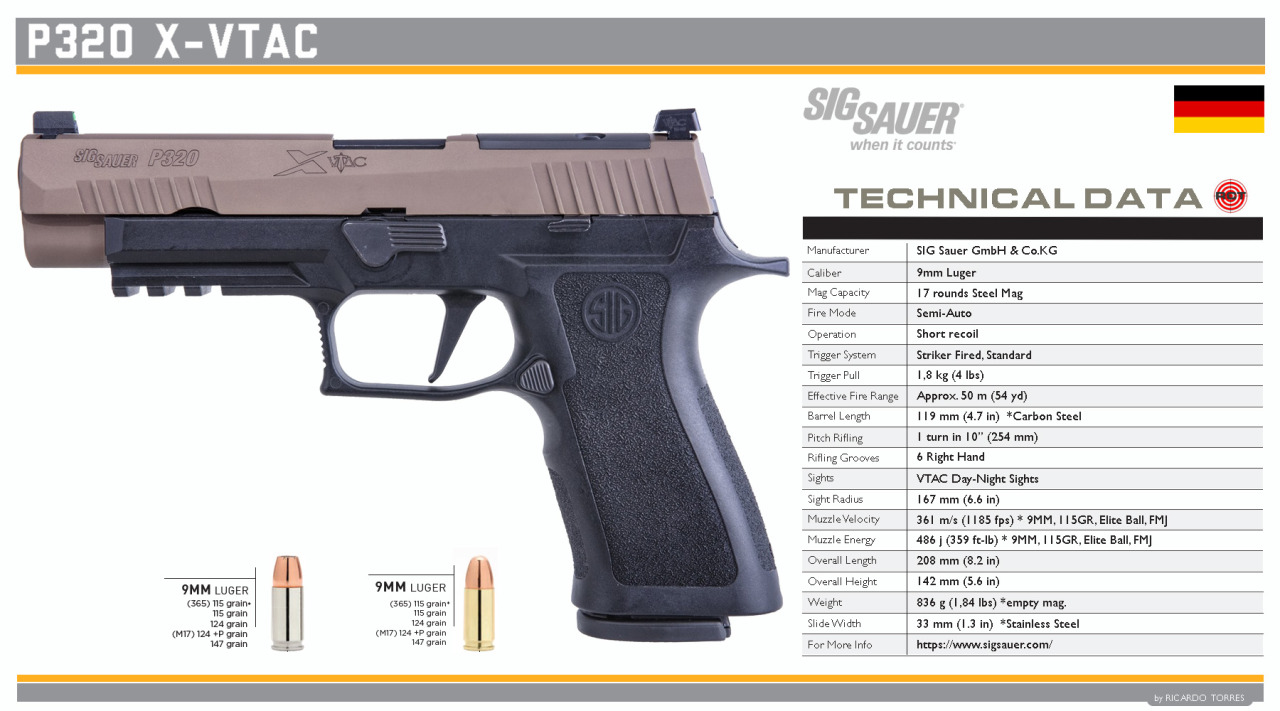 P320 X-VTAC
SIG SAUER P320 X VTAC
VTAC
SIG
SIG SAUER®
when it counts™
TECHNICAL DATA
RCT
Manufacturer SIG Sauer GmbH & Co.KG
Caliber 9mm Luger
Mag Capacity 17 rounds Steel Mag
Fire Mode Semi-Auto
Operation Short recoil
Trigger System Striker Fired, Standard
Trigger Pull 1,8 kg (4 lbs)
Effective Fire Range Approx. 50 m (54 yd)
Barrel Length 119 mm (4.7 in) *Carbon Steel
Pitch Rifling 1 turn in 10” (254 mm)
Rifling Grooves 6 Right Hand
Sights VTAC Day-Night Sights
Sight Radius 167 mm (6.6 in)
Muzzle Velocity 361 m/s (1185 fps) * 9MM, 115GR, Elite Ball, FMJ
Muzzle Energy 486 j (359 ft-lb) * 9MM, 115GR, Elite Ball, FMJ
Overall Length 208 mm (8.2 in)
Overall Height 142 mm (5.6 in)
Weight 836 g (1,84 lbs) *empty mag.
Slide Width 33 mm (1.3 in) *Stainless Steel
For More Info https://www.sigsauer.com/
9MM LUGER
(365) 115 grain*
115 grain
124 grain
(M17) 124 +P grain
147 grain
9MM LUGER
(365) 115 grain*
115 grain
124 grain
(M17) 124 +P grain
147 grain
by RICARDO TORRES